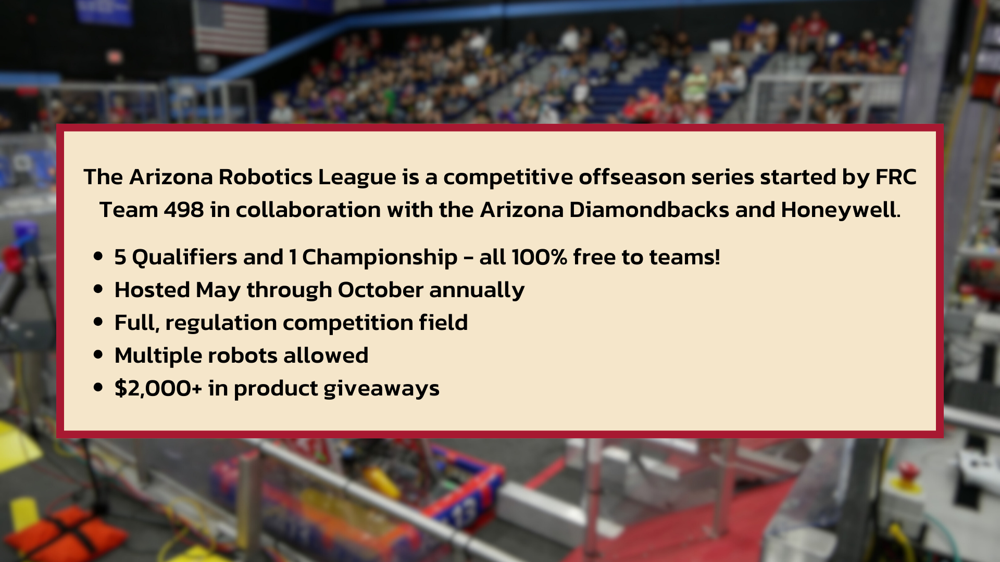 The Arizona Robotics League is a competitive offseason series started by FRC
Team 498 in collaboration with the Arizona Diamondbacks and Honeywell.
• 5 Qualifiers and 1 Championship - all 100% free to teams!
• Hosted May through October annually
• Full, regulation competition field
• Multiple robots allowed
• $2,000+ in product giveaways